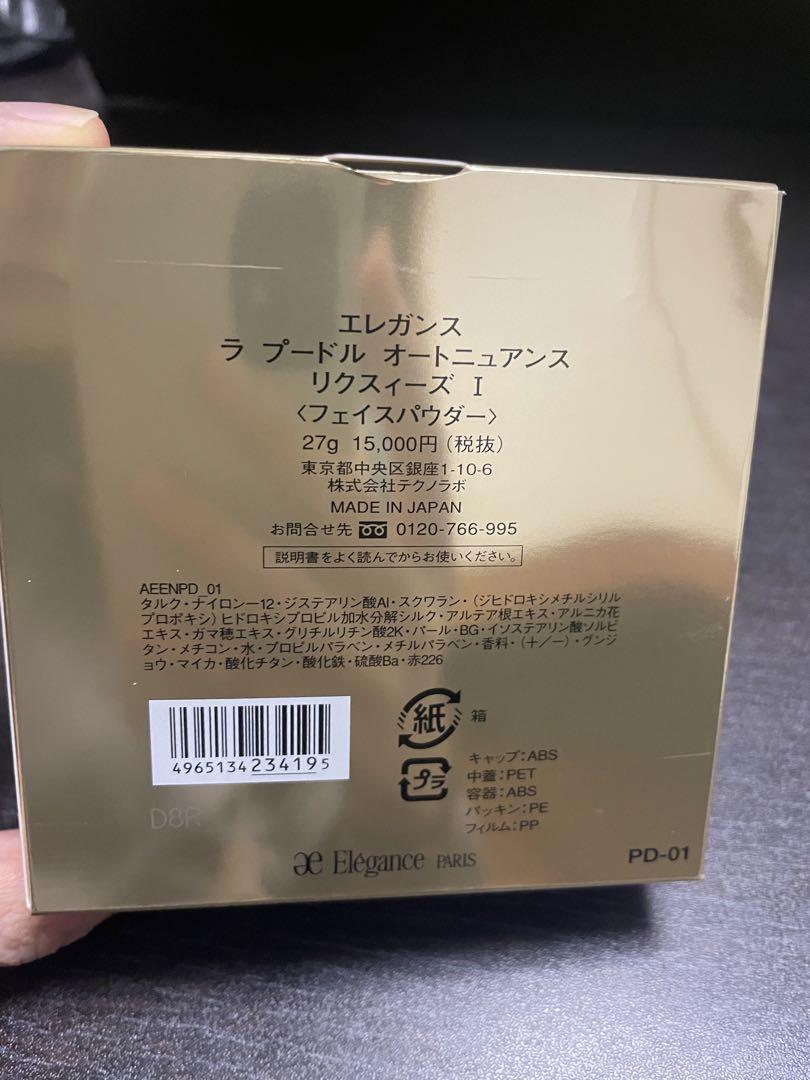 エレガンス
ラ プードル オートニュアンス
リクスィーズ Ⅰ
〈フェイスパウダー〉
27g 15,000円（税抜）
東京都中央区銀座1-10-6
株式会社テクノラボ
MADE IN JAPAN
お問合せ先 0120-766-995
説明書をよく読んでからお使いください。
AEENPD_01
タルク・ナイロン－12・ジステアリン酸Al・スクワラン・（ジヒドロキシメチルシリル
プロポキシ）ヒドロキシプロピル加水分解シルク・アルテア根エキス・アルニカ花
エキス・ガマ穂エキス・グリチルリチン酸2K・パール・BG・イソステアリン酸ソルビ
タン・メチコン・水・プロピルパラベン・メチルパラベン・香料・（＋／－）・グンジ
ョウ・マイカ・酸化チタン・酸化鉄・硫酸Ba・赤226
4965134234195
紙 箱
プラ
キャップ：ABS
中蓋：PET
容器：ABS
パッキン：PE
フィルム：PP
D8R
æ Elégance PARIS
PD-01